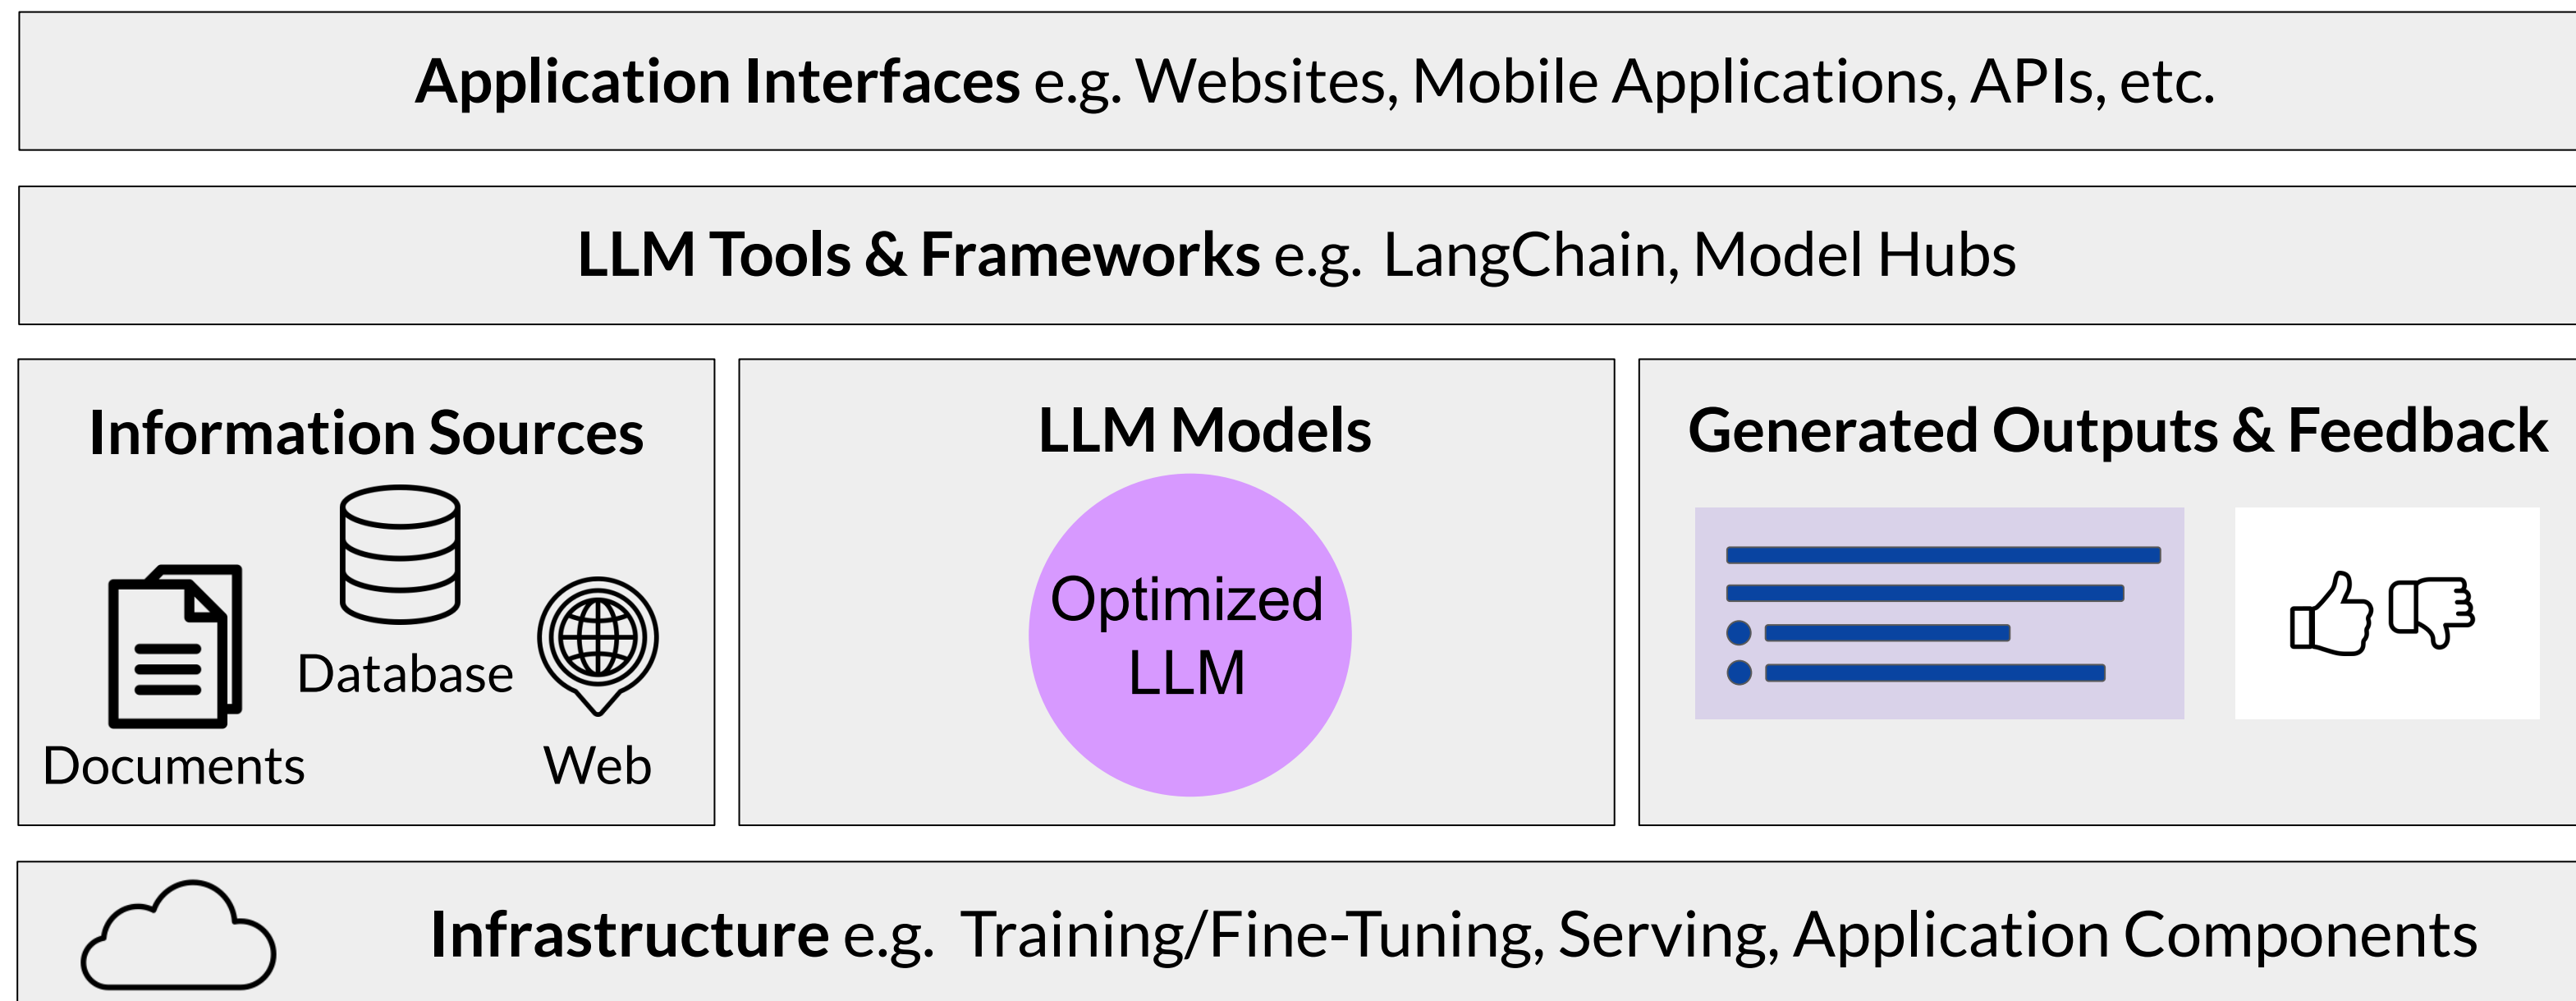 Application Interfaces e.g. Websites, Mobile Applications, APIs, etc.
LLM Tools & Frameworks e.g. LangChain, Model Hubs
Information Sources
Documents
Database
Web
LLM Models
Optimized
LLM
Generated Outputs & Feedback
Infrastructure e.g. Training/Fine-Tuning, Serving, Application Components